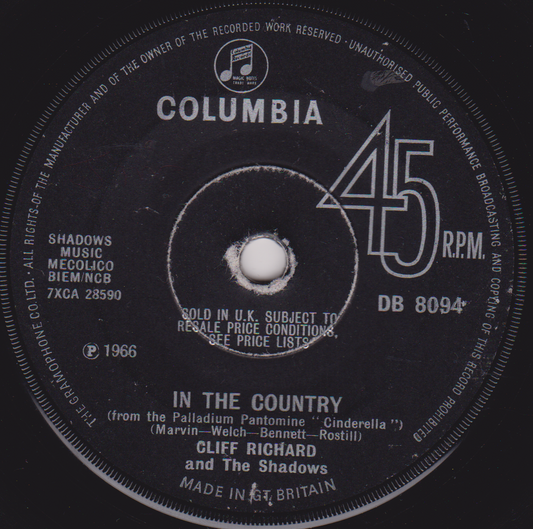 THE GRAMOPHONE CO.LTD. · ALL RIGHTS OF THE MANUFACTURER AND OF THE OWNER OF THE RECORDED WORK RESERVED · UNAUTHORISED PUBLIC PERFORMANCE BROADCASTING AND COPYING OF THIS RECORD PROHIBITED
MAGIC NOTES
TRADE MARK
COLUMBIA
45
R.P.M.
SHADOWS
MUSIC
MECOLICO
BIEM/NCB
7XCA 28590
DB 8094
SOLD IN U.K. SUBJECT TO
RESALE PRICE CONDITIONS,
SEE PRICE LISTS
Ⓟ 1966
IN THE COUNTRY
(from the Palladium Pantomine "Cinderella")
(Marvin—Welch—Bennett—Rostill)
CLIFF RICHARD
and The Shadows
MADE IN GT. BRITAIN